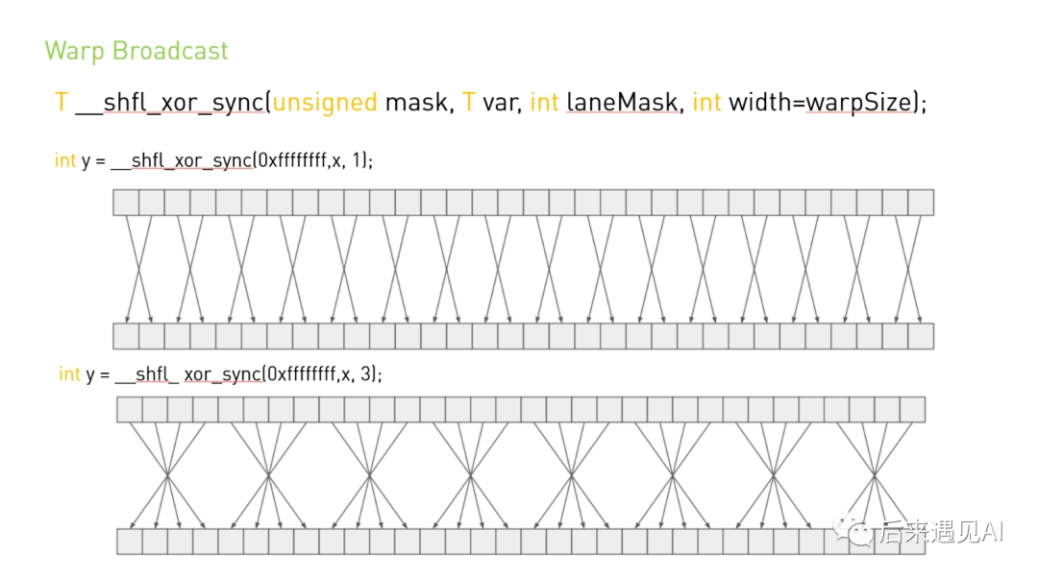 Warp Broadcast
T __shfl_xor_sync(unsigned mask, T var, int laneMask, int width=warpSize);
int y = __shfl_xor_sync(0xffffffff,x, 1);
int y = __shfl_ xor_sync(0xffffffff,x, 3);
后来遇见AI